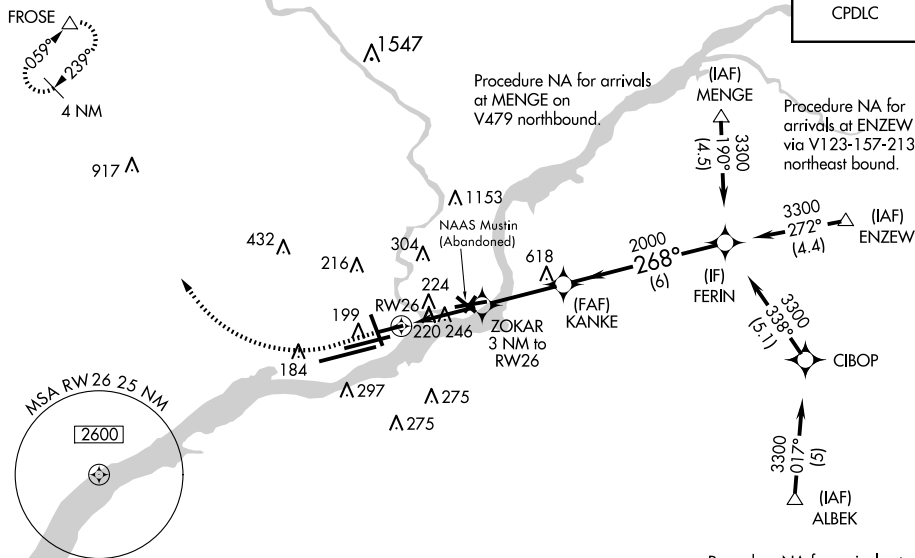 CPDLC
FROSE
059°
239°
4 NM
1547
Procedure NA for arrivals
at MENGE on
V479 northbound.
(IAF)
MENGE
3300
190°
(4.5)
Procedure NA for
arrivals at ENZEW
via V123-157-213
northeast bound.
917
1153
NAAS Mustin
(Abandoned)
3300
272°
(4.4)
(IAF)
ENZEW
432
304
216
618
2000
268°
(6)
(IF)
FERIN
224
RW26
199
220
246
(FAF)
KANKE
ZOKAR
3 NM to
RW26
3300
338°
(5.1)
184
CIBOP
297
275
275
MSA RW 26 25 NM
2600
3300
017°
(5)
(IAF)
ALBEK